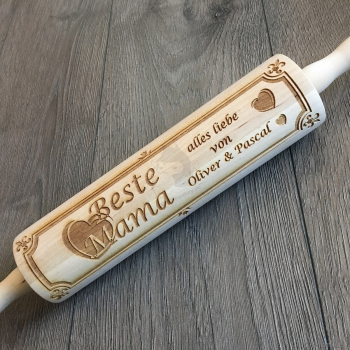 Beste
Mama
alles liebe
von
Oliver & Pascal